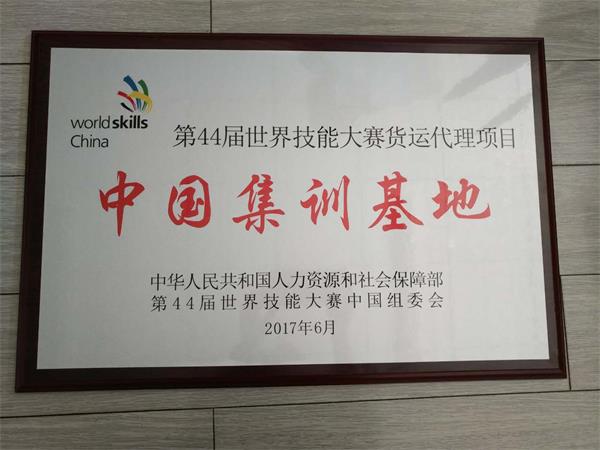 worldskills
China
第44届世界技能大赛货运代理项目
中国集训基地
中华人民共和国人力资源和社会保障部
第44届世界技能大赛中国组委会
2017年6月